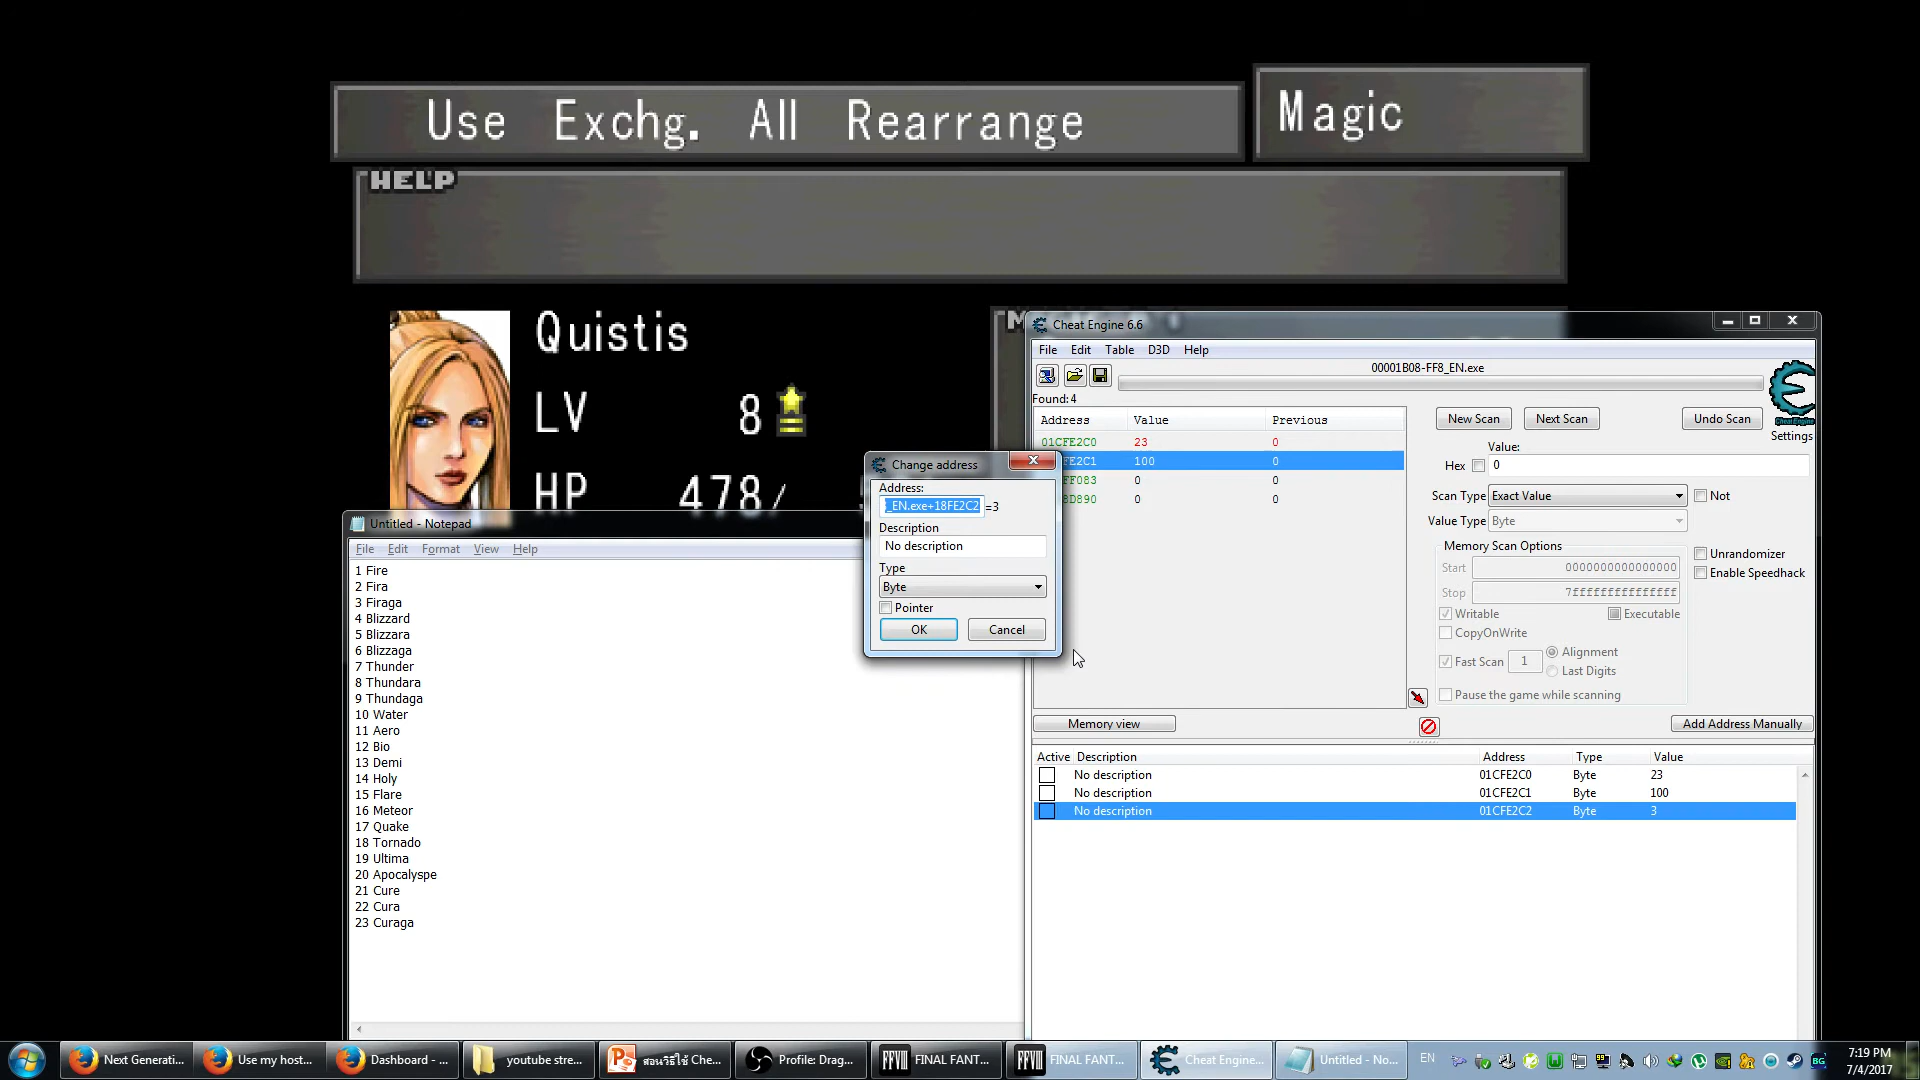 Use Exchg. All Rearrange
Magic
HELP
Quistis
LV 8
HP 478/
Cheat Engine 6.6
File Edit Table D3D Help
00001B08-FF8_EN.exe
Found: 4
Address Value Previous
01CFE2C0 23 0
FE2C1 100 0
FF083 0 0
8D890 0 0
New Scan Next Scan Undo Scan
Settings
Value:
Hex 0
Scan Type Exact Value Not
Value Type Byte
Memory Scan Options
Start 0000000000000000
Stop 7fffffffffffffff
Writable Executable
CopyOnWrite
Fast Scan 1 Alignment
Last Digits
Pause the game while scanning
Unrandomizer
Enable Speedhack
Memory view
Add Address Manually
Active Description Address Type Value
No description 01CFE2C0 Byte 23
No description 01CFE2C1 Byte 100
No description 01CFE2C2 Byte 3
Change address
Address:
_EN.exe+18FE2C2 =3
Description
No description
Type
Byte
Pointer
OK Cancel
Untitled - Notepad
File Edit Format View Help
1 Fire
2 Fira
3 Firaga
4 Blizzard
5 Blizzara
6 Blizzaga
7 Thunder
8 Thundara
9 Thundaga
10 Water
11 Aero
12 Bio
13 Demi
14 Holy
15 Flare
16 Meteor
17 Quake
18 Tornado
19 Ultima
20 Apocalyspe
21 Cure
22 Cura
23 Curaga
Next Generati... Use my host... Dashboard - ... youtube stre... สอนวิธีใช้ Che... Profile: Drag... FINAL FANT... FINAL FANT... Cheat Engine... Untitled - No... EN
7:19 PM
7/4/2017